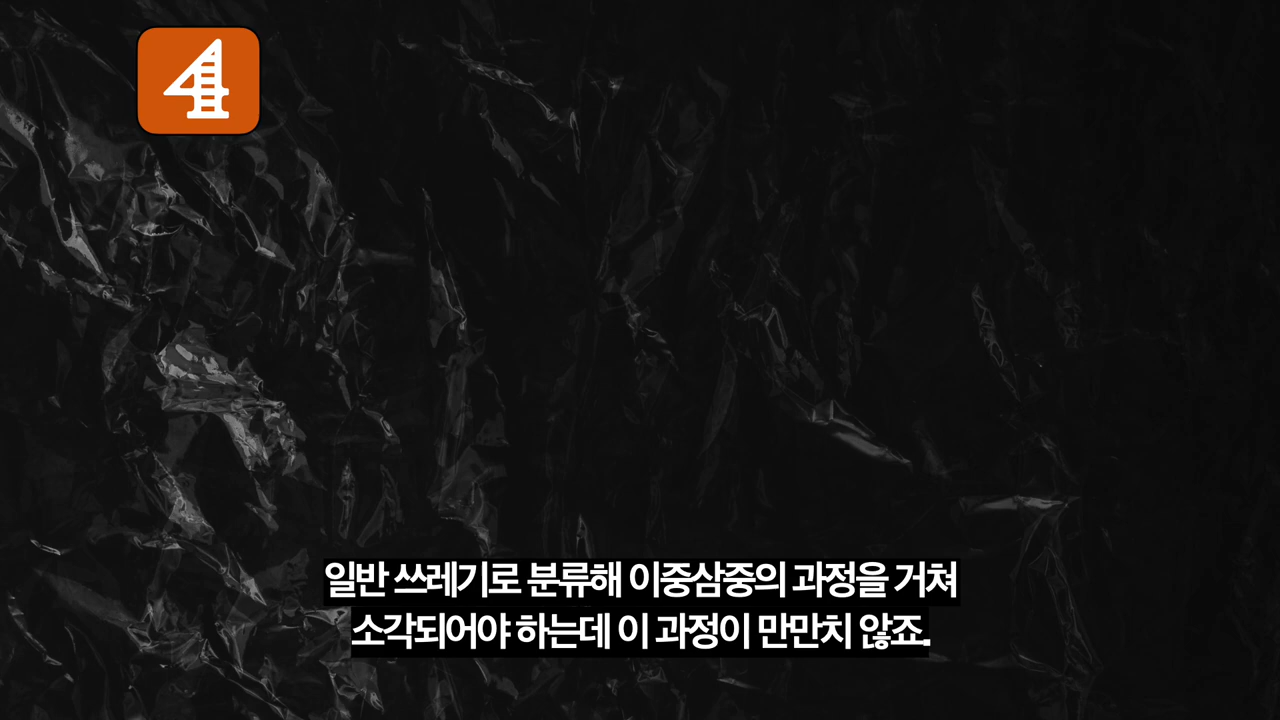 4
일반 쓰레기로 분류해 이중삼중의 과정을 거쳐
소각되어야 하는데 이 과정이 만만치 않죠.